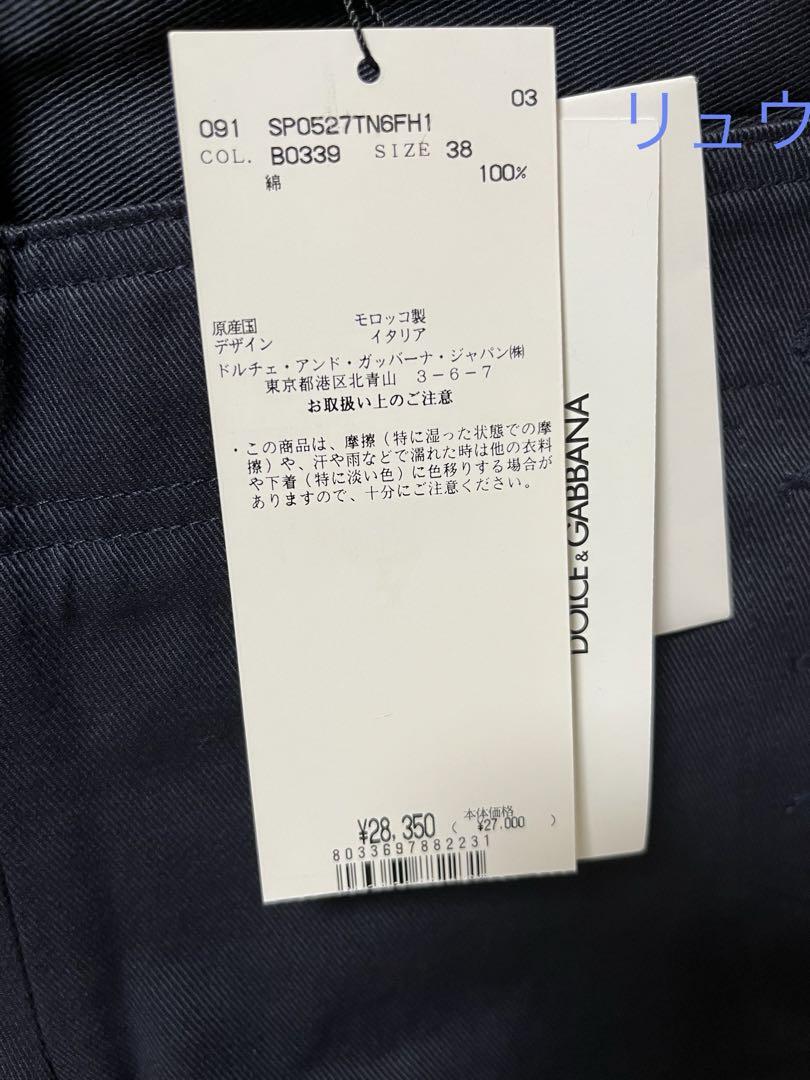 リュウ
03
091 SP0527TN6FH1
COL. B0339 SIZE 38
綿 100%
原産国 モロッコ製
デザイン イタリア
ドルチェ・アンド・ガッバーナ・ジャパン㈱
東京都港区北青山 3-6-7
お取扱い上のご注意
・この商品は、摩擦（特に湿った状態での摩
擦）や、汗や雨などで濡れた時は他の衣料
や下着（特に淡い色）に色移りする場合が
ありますので、十分にご注意ください。
本体価格
¥28,350 ( ¥27,000 )
8033697882231
DOLCE & GABBANA